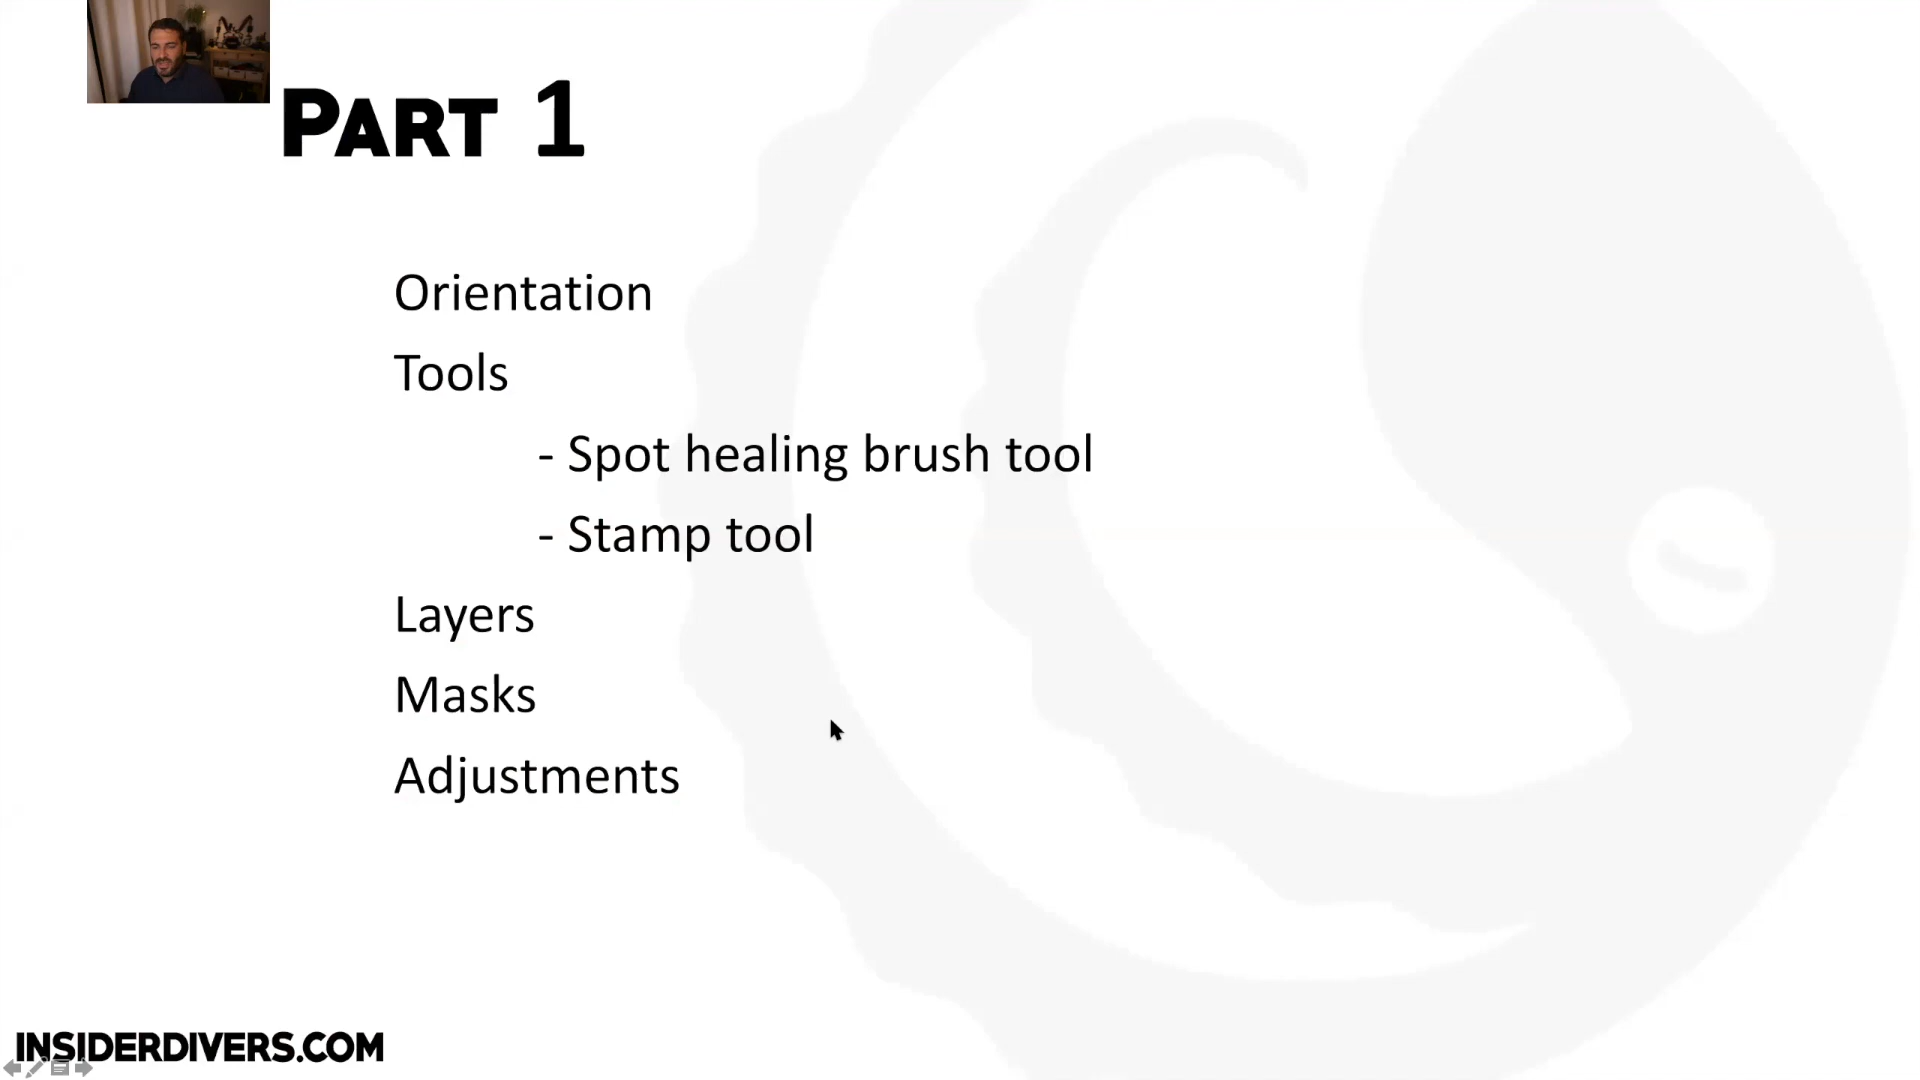 Part 1
Orientation
Tools
- Spot healing brush tool
- Stamp tool
Layers
Masks
Adjustments
INSIDERDIVERS.COM